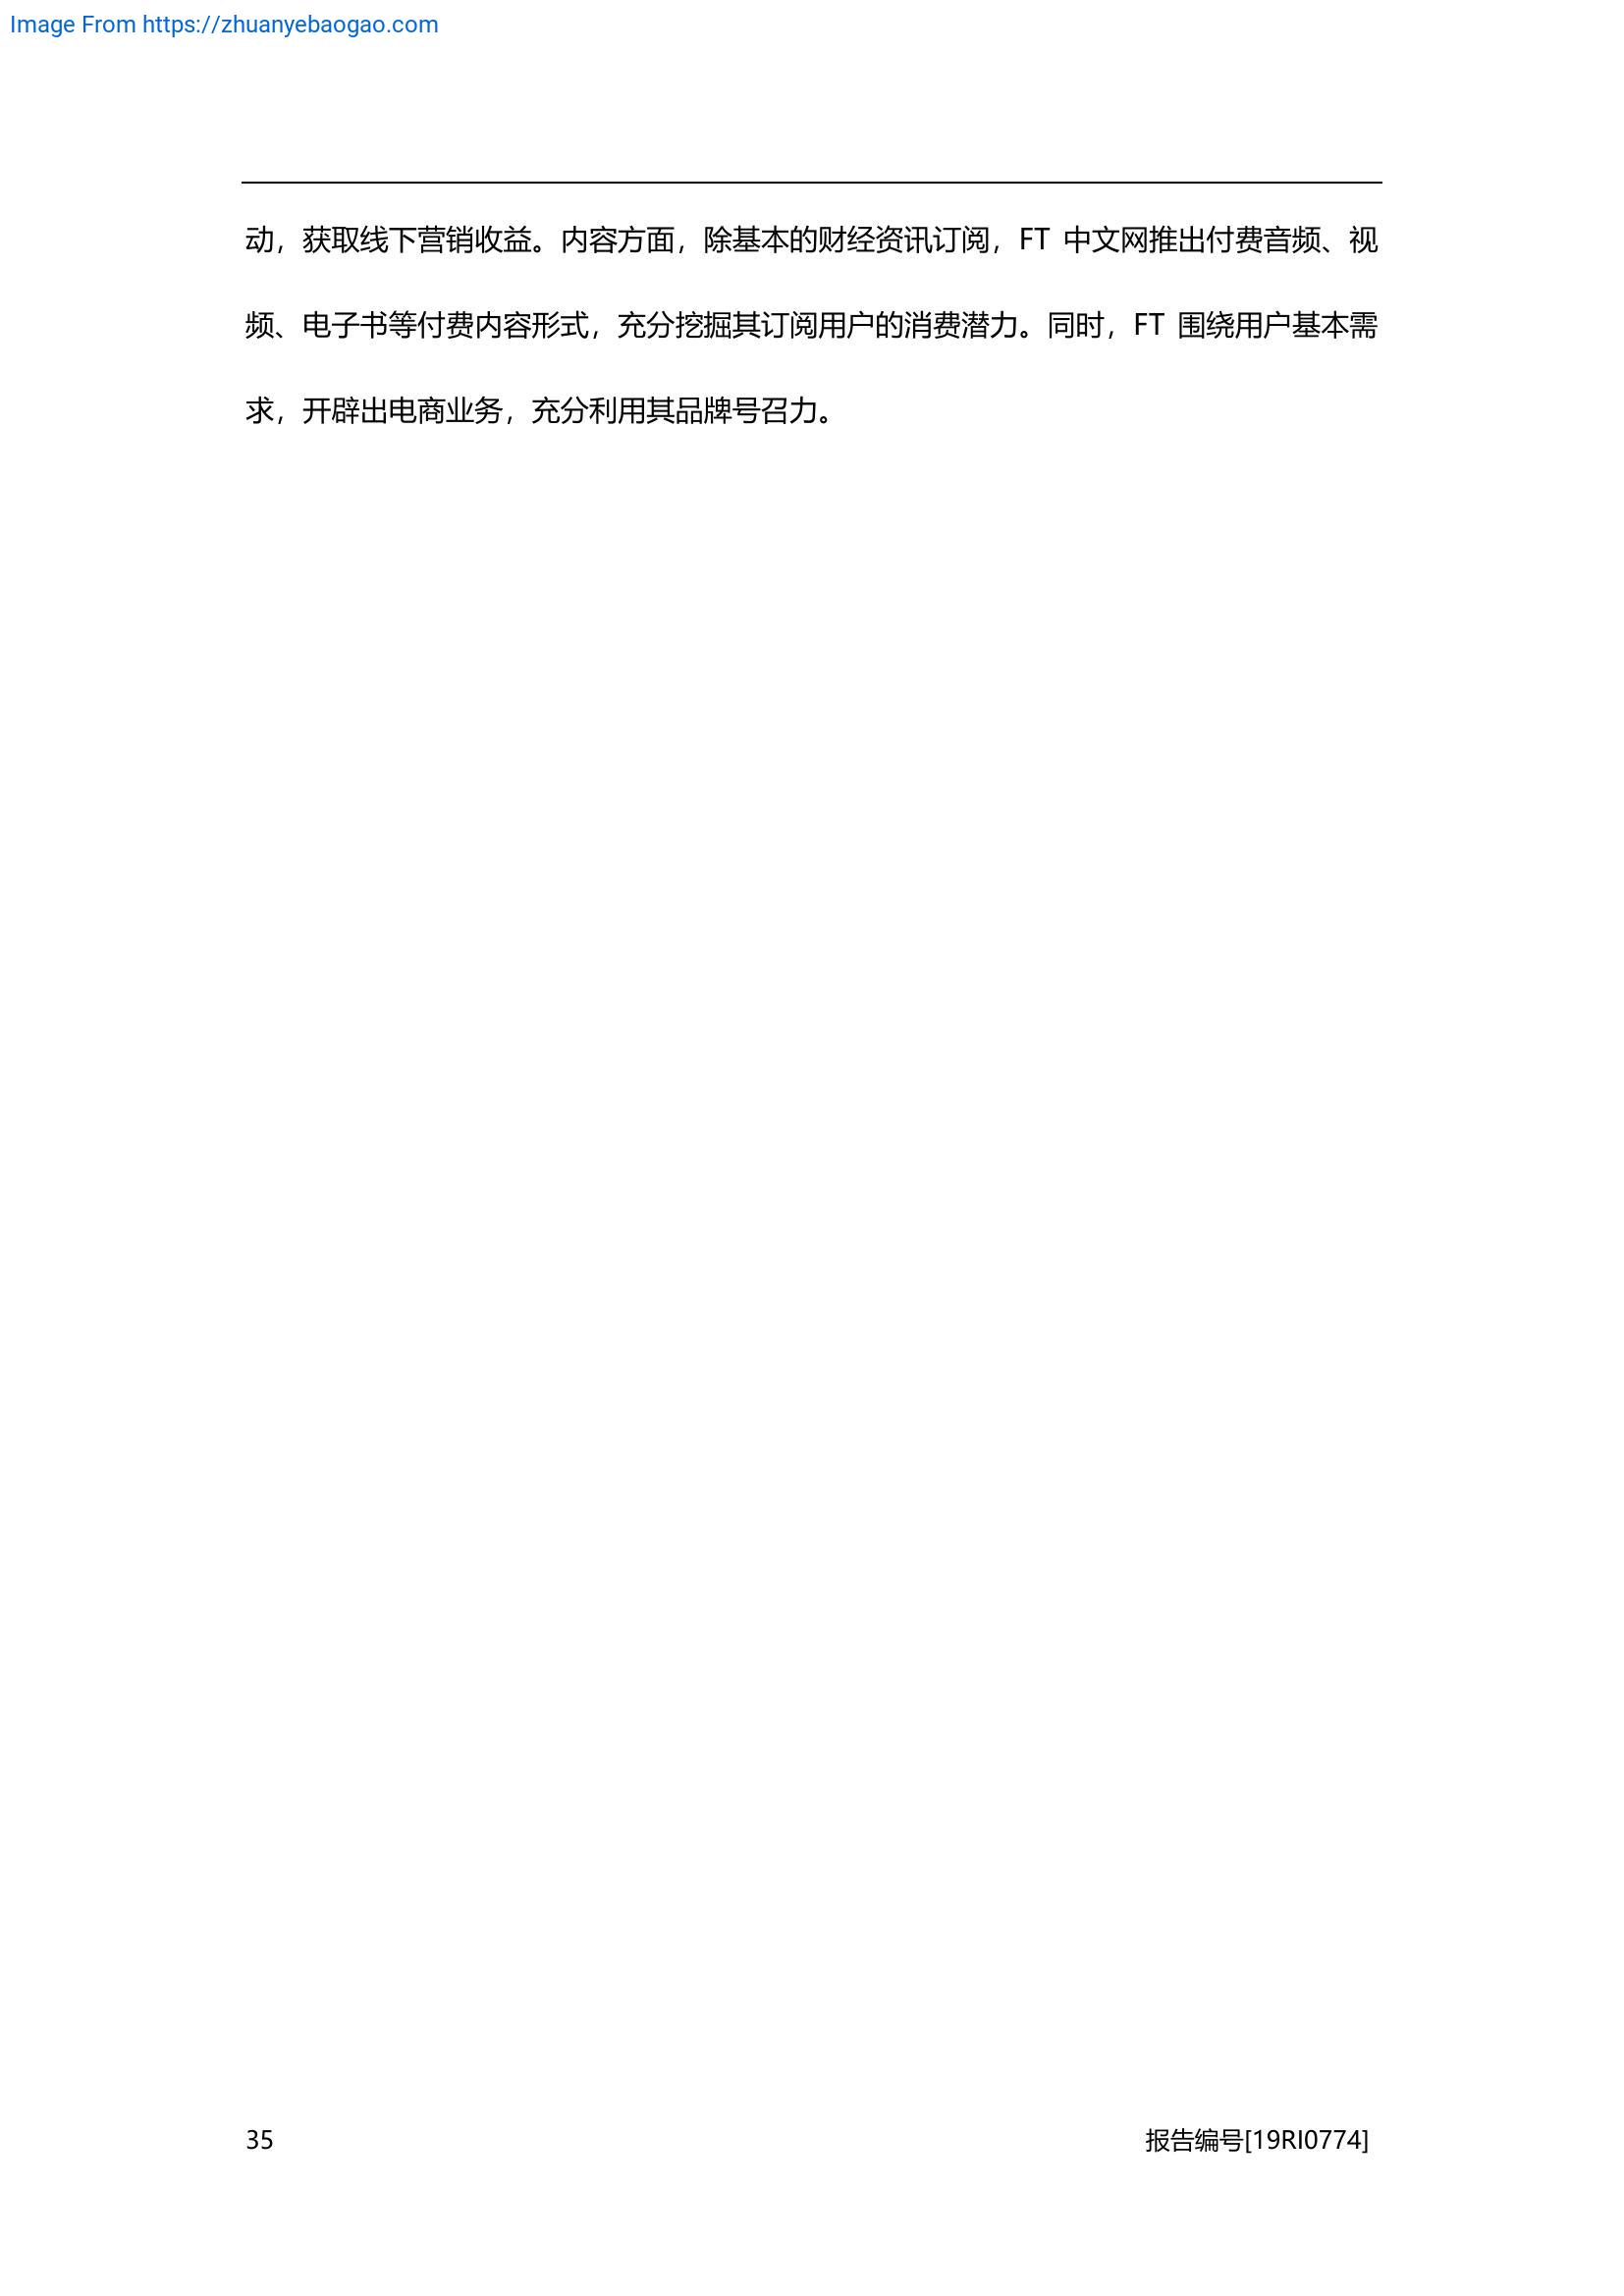 Image From https://zhuanyebaogao.com
动，获取线下营销收益。内容方面，除基本的财经资讯订阅，FT 中文网推出付费音频、视
频、电子书等付费内容形式，充分挖掘其订阅用户的消费潜力。同时，FT 围绕用户基本需
求，开辟出电商业务，充分利用其品牌号召力。
35 报告编号[19RI0774]